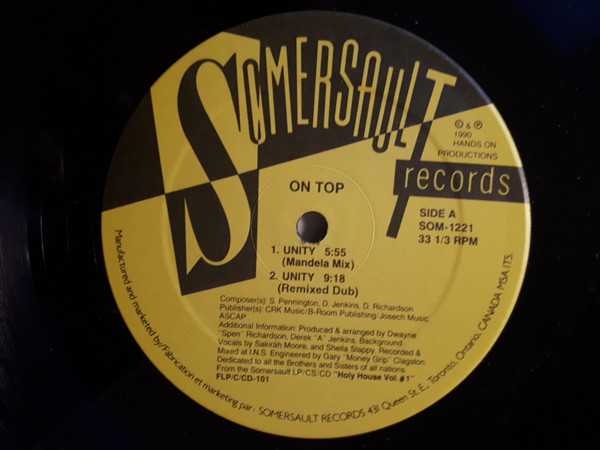 SOMERSAULT
records
© & ℗
1990
HANDS ON
PRODUCTIONS
ON TOP
SIDE A
SOM-1221
33 1/3 RPM
1. UNITY 5:55
(Mandela Mix)
2. UNITY 9:18
(Remixed Dub)
Composer(s): S. Pennington, D. Jenkins, D. Richardson
Publisher(s): CRK Music/B-Room Publishing/Josech Music
ASCAP
Additional Information: Produced & arranged by Dwayne
"Spen" Richardson, Derek "A" Jenkins, Background
Vocals by Sakirah Moore, and Sheila Slappy. Recorded &
Mixed at I.N.S. Engineered by Gary "Money Grip" Clagston.
Dedicated to all the Brothers and Sisters of all nations.
From the Somersault LP/CS/CD "Holy House Vol. #1"
FLP/C/CD-101
Manufactured and marketed by/Fabrication et marketing par: SOMERSAULT RECORDS 431 Queen St. E., Toronto, Ontario, CANADA M5A 1T5.